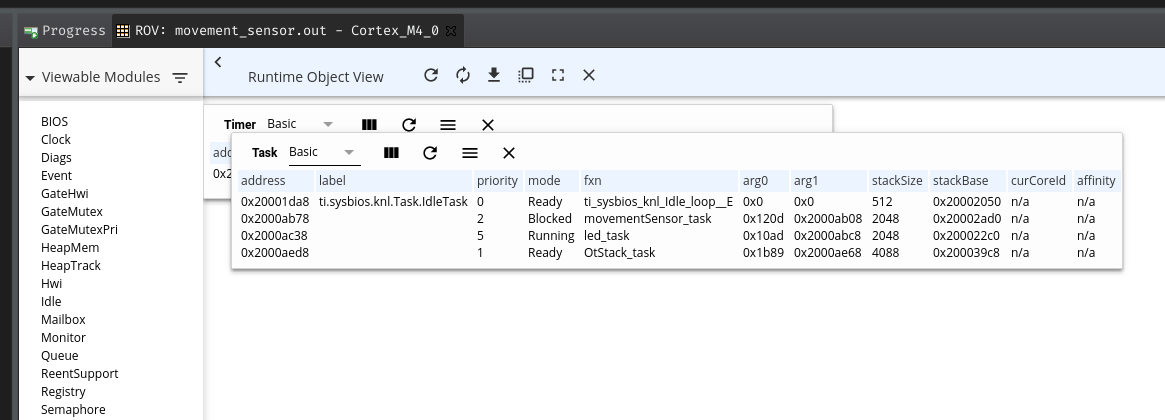 Progress ROV: movement_sensor.out - Cortex_M4_0
Viewable Modules
Runtime Object View
BIOS
Clock
Diags
Event
GateHwi
GateMutex
GateMutexPri
HeapMem
HeapTrack
Hwi
Idle
Mailbox
Monitor
Queue
ReentSupport
Registry
Semaphore
Timer Basic
Task Basic
address label priority mode fxn arg0 arg1 stackSize stackBase curCoreId affinity
0x20001da8 ti.sysbios.knl.Task.IdleTask 0 Ready ti_sysbios_knl_Idle_loop__E 0x0 0x0 512 0x20002050 n/a n/a
0x2000ab78 2 Blocked movementSensor_task 0x120d 0x2000ab08 2048 0x20002ad0 n/a n/a
0x2000ac38 5 Running led_task 0x10ad 0x2000abc8 2048 0x200022c0 n/a n/a
0x2000aed8 1 Ready OtStack_task 0x1b89 0x2000ae68 4088 0x200039c8 n/a n/a